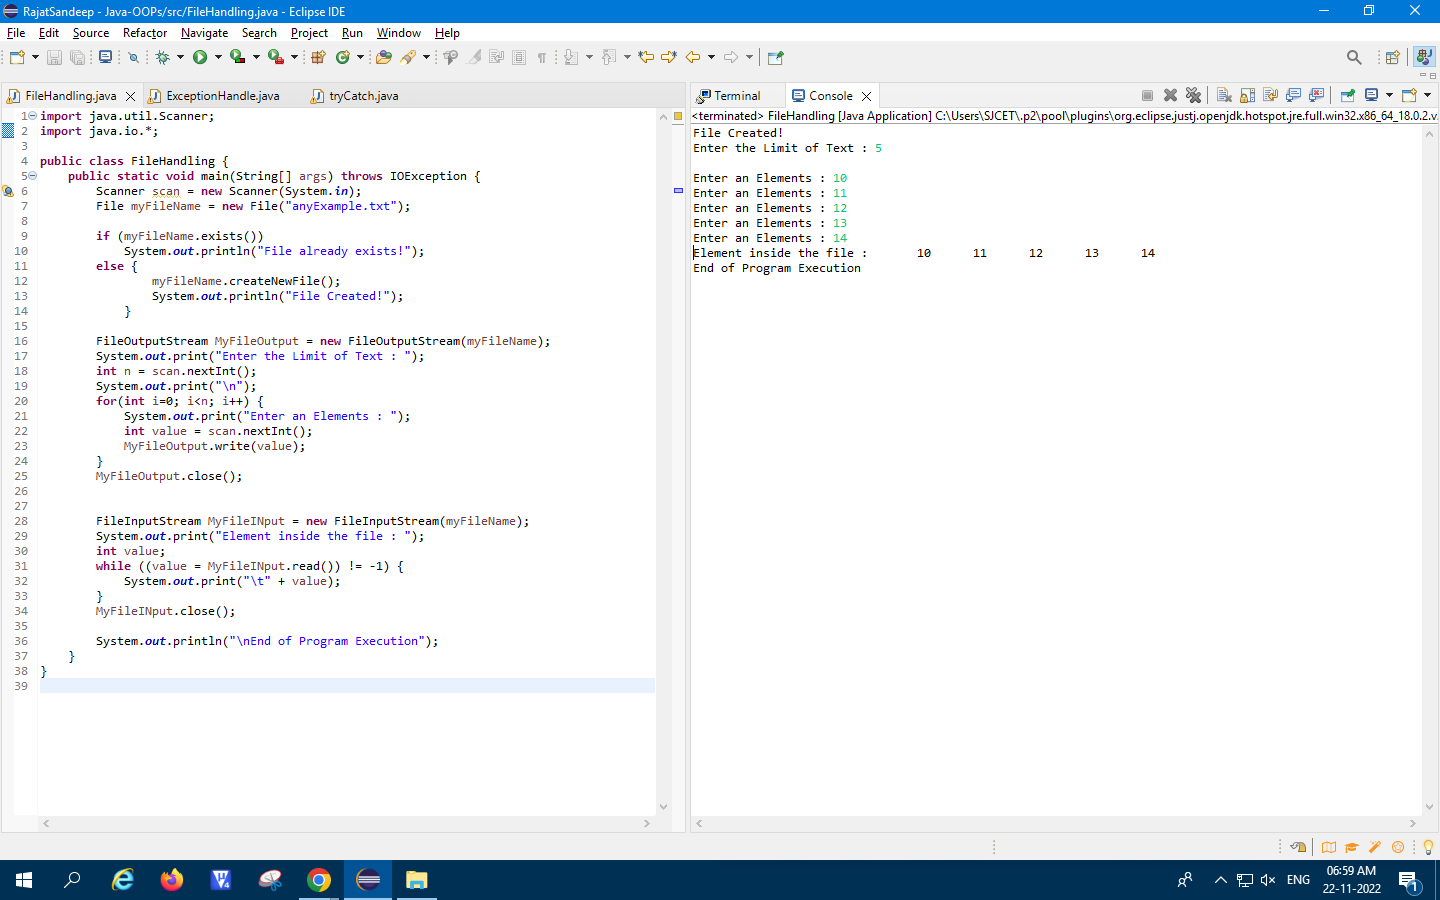 RajatSandeep - Java-OOPs/src/FileHandling.java - Eclipse IDE
File Edit Source Refactor Navigate Search Project Run Window Help
FileHandling.java ExceptionHandle.java tryCatch.java
1 import java.util.Scanner;
2 import java.io.*;
3
4 public class FileHandling {
5 public static void main(String[] args) throws IOException {
6 Scanner scan = new Scanner(System.in);
7 File myFileName = new File("anyExample.txt");
8
9 if (myFileName.exists())
10 System.out.println("File already exists!");
11 else {
12 myFileName.createNewFile();
13 System.out.println("File Created!");
14 }
15
16 FileOutputStream MyFileOutput = new FileOutputStream(myFileName);
17 System.out.print("Enter the Limit of Text : ");
18 int n = scan.nextInt();
19 System.out.print("\n");
20 for(int i=0; i<n; i++) {
21 System.out.print("Enter an Elements : ");
22 int value = scan.nextInt();
23 MyFileOutput.write(value);
24 }
25 MyFileOutput.close();
26
27
28 FileInputStream MyFileINput = new FileInputStream(myFileName);
29 System.out.print("Element inside the file : ");
30 int value;
31 while ((value = MyFileINput.read()) != -1) {
32 System.out.print("\t" + value);
33 }
34 MyFileINput.close();
35
36 System.out.println("\nEnd of Program Execution");
37 }
38 }
39
Terminal Console
<terminated> FileHandling [Java Application] C:\Users\SJCET\.p2\pool\plugins\org.eclipse.justj.openjdk.hotspot.jre.full.win32.x86_64_18.0.2.v
File Created!
Enter the Limit of Text : 5
Enter an Elements : 10
Enter an Elements : 11
Enter an Elements : 12
Enter an Elements : 13
Enter an Elements : 14
Element inside the file : 10 11 12 13 14
End of Program Execution
ENG
06:59 AM
22-11-2022
1